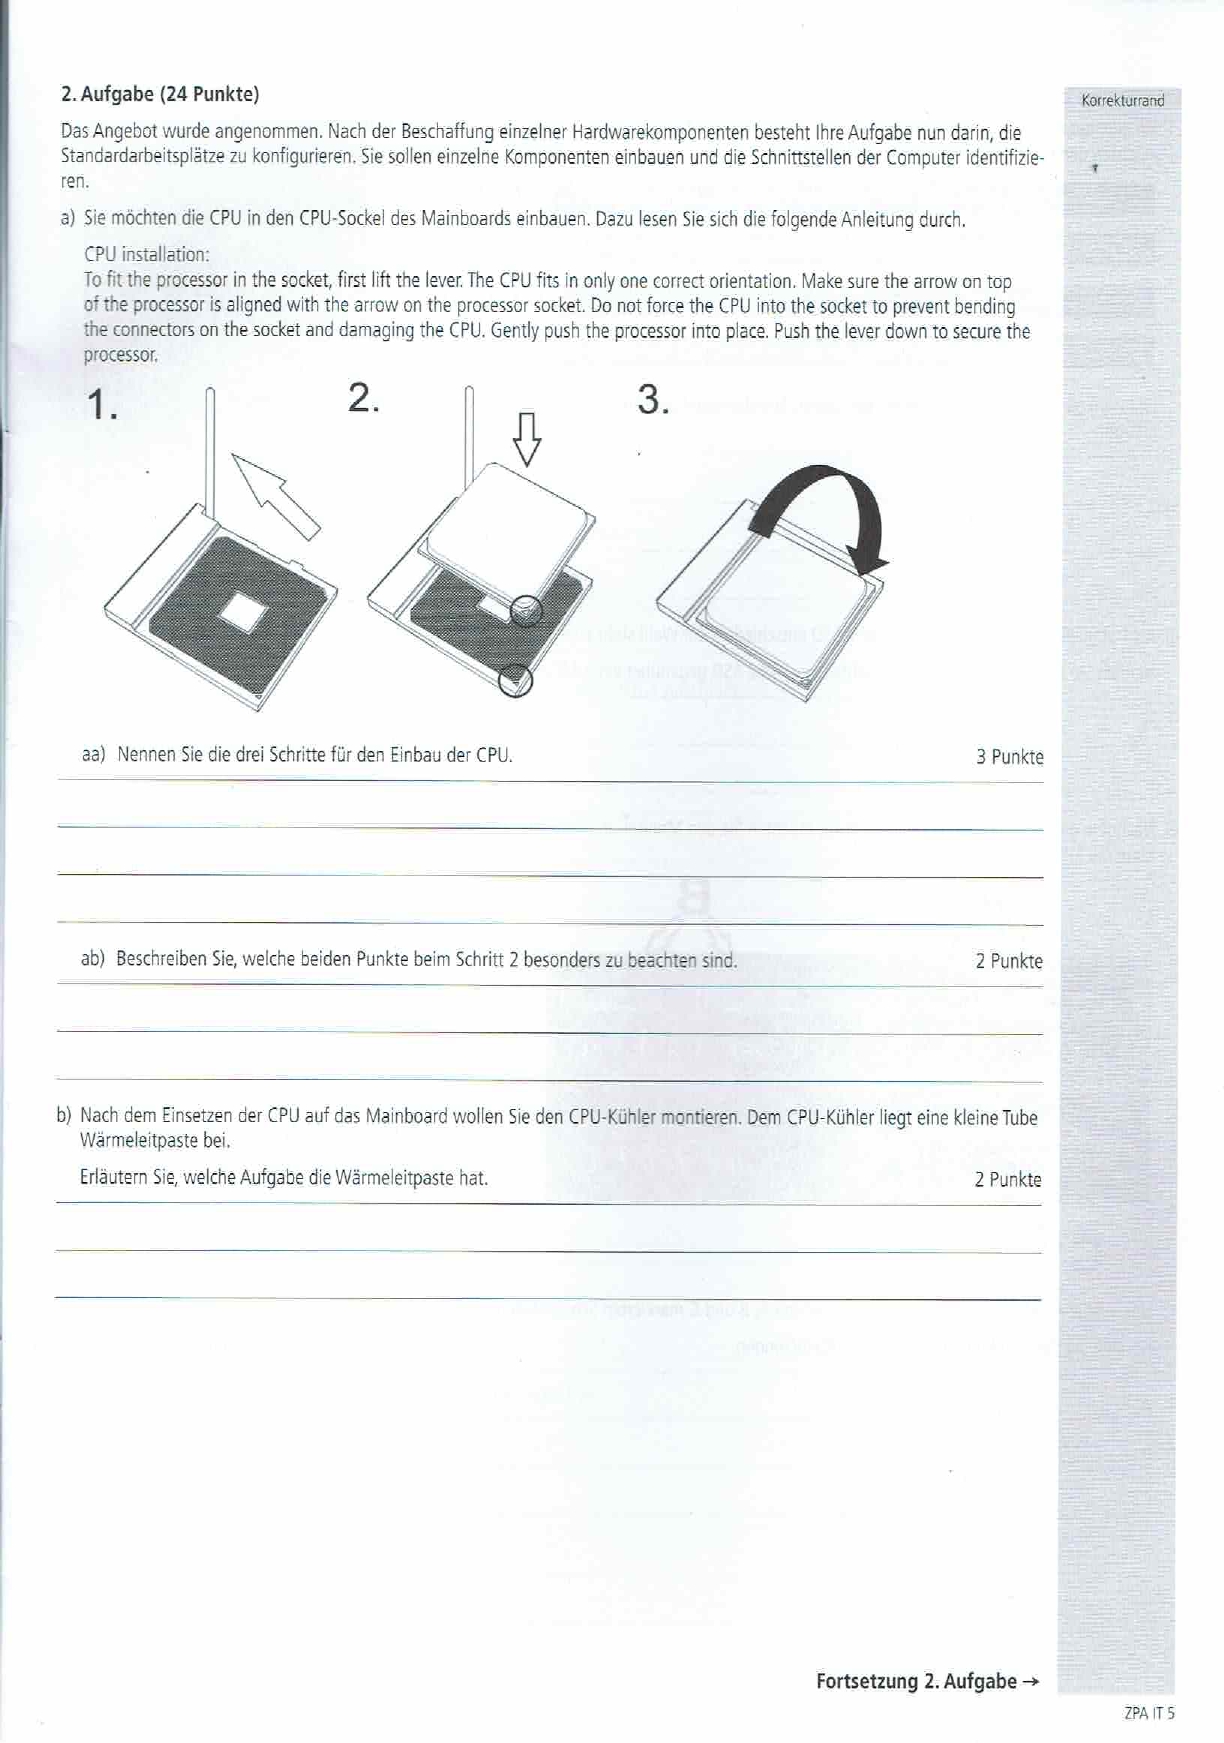 2. Aufgabe (24 Punkte)
Korrekturrand
Das Angebot wurde angenommen. Nach der Beschaffung einzelner Hardwarekomponenten besteht Ihre Aufgabe nun darin, die
Standardarbeitsplätze zu konfigurieren. Sie sollen einzelne Komponenten einbauen und die Schnittstellen der Computer identifizie-
ren.
a) Sie möchten die CPU in den CPU-Sockel des Mainboards einbauen. Dazu lesen Sie sich die folgende Anleitung durch.
CPU installation:
To fit the processor in the socket, first lift the lever. The CPU fits in only one correct orientation. Make sure the arrow on top
of the processor is aligned with the arrow on the processor socket. Do not force the CPU into the socket to prevent bending
the connectors on the socket and damaging the CPU. Gently push the processor into place. Push the lever down to secure the
processor.
1. 2. 3.
aa) Nennen Sie die drei Schritte für den Einbau der CPU. 3 Punkte
ab) Beschreiben Sie, welche beiden Punkte beim Schritt 2 besonders zu beachten sind. 2 Punkte
b) Nach dem Einsetzen der CPU auf das Mainboard wollen Sie den CPU-Kühler montieren. Dem CPU-Kühler liegt eine kleine Tube
Wärmeleitpaste bei.
Erläutern Sie, welche Aufgabe die Wärmeleitpaste hat. 2 Punkte
Fortsetzung 2. Aufgabe →
ZPA IT 5